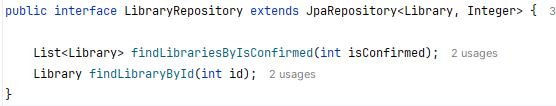 public interface LibraryRepository extends JpaRepository<Library, Integer> { 3
List<Library> findLibrariesByIsConfirmed(int isConfirmed); 2 usages
Library findLibraryById(int id); 2 usages
}